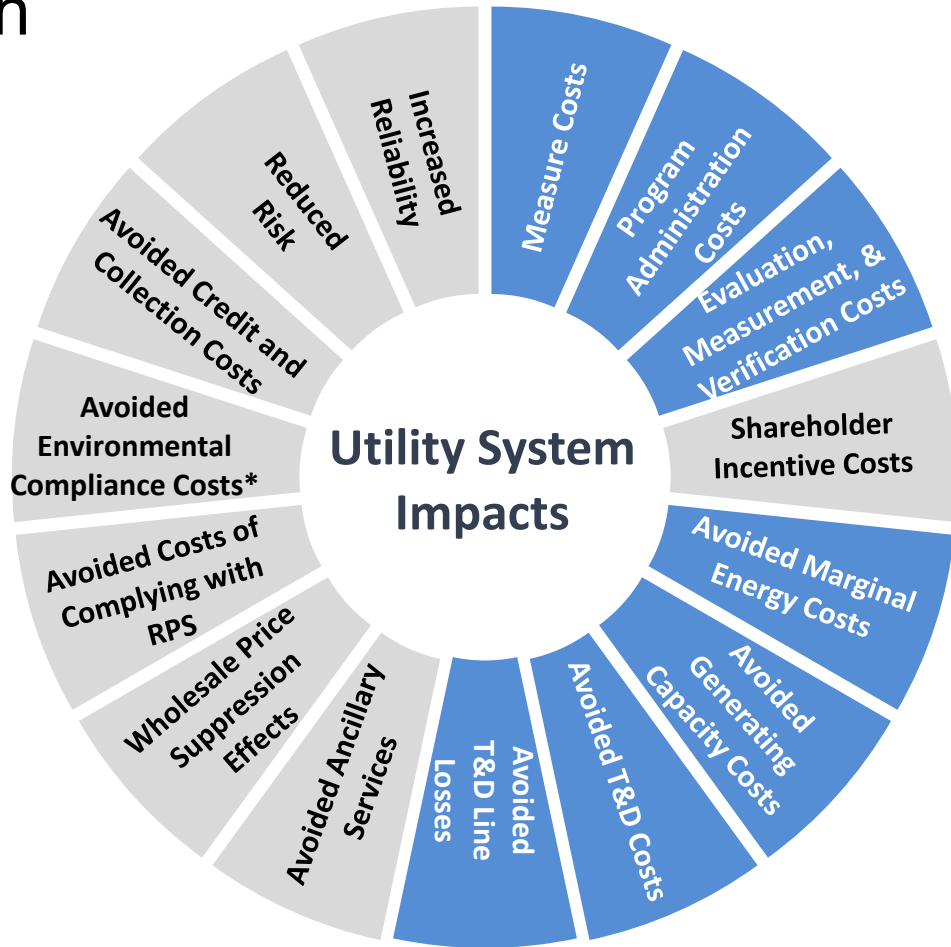 n
Utility System
Impacts
Measure Costs
Program
Administration
Costs
Evaluation,
Measurement, &
Verification Costs
Shareholder
Incentive Costs
Avoided Marginal
Energy Costs
Avoided
Generating
Capacity Costs
Avoided T&D Costs
Avoided
T&D Line
Losses
Avoided Ancillary
Services
Wholesale Price
Suppression
Effects
Avoided Costs of
Complying with
RPS
Avoided
Environmental
Compliance Costs*
Avoided Credit and
Collection Costs
Reduced
Risk
Increased
Reliability